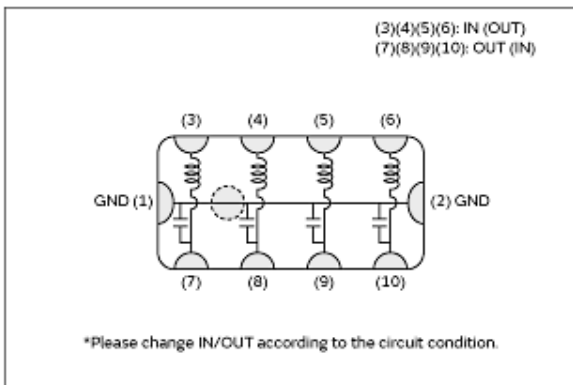 (3)(4)(5)(6): IN (OUT)
(7)(8)(9)(10): OUT (IN)
(3) (4) (5) (6)
GND (1) (2) GND
(7) (8) (9) (10)
*Please change IN/OUT according to the circuit condition.